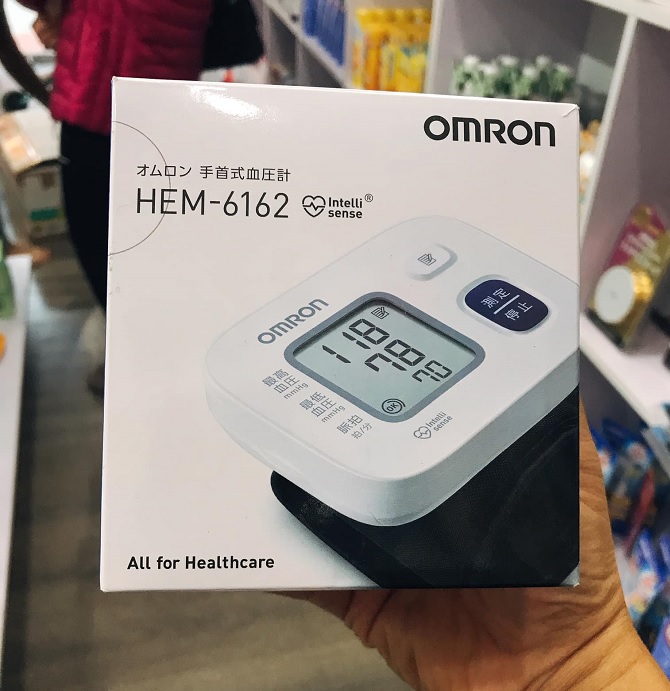 OMRON
オムロン 手首式血圧計
HEM-6162 Intelli sense®
OMRON
測定
停止
118
78
70
OK
最高
血圧
mmHg
最低
血圧
mmHg
脈拍
拍/分
Intelli
sense
All for Healthcare